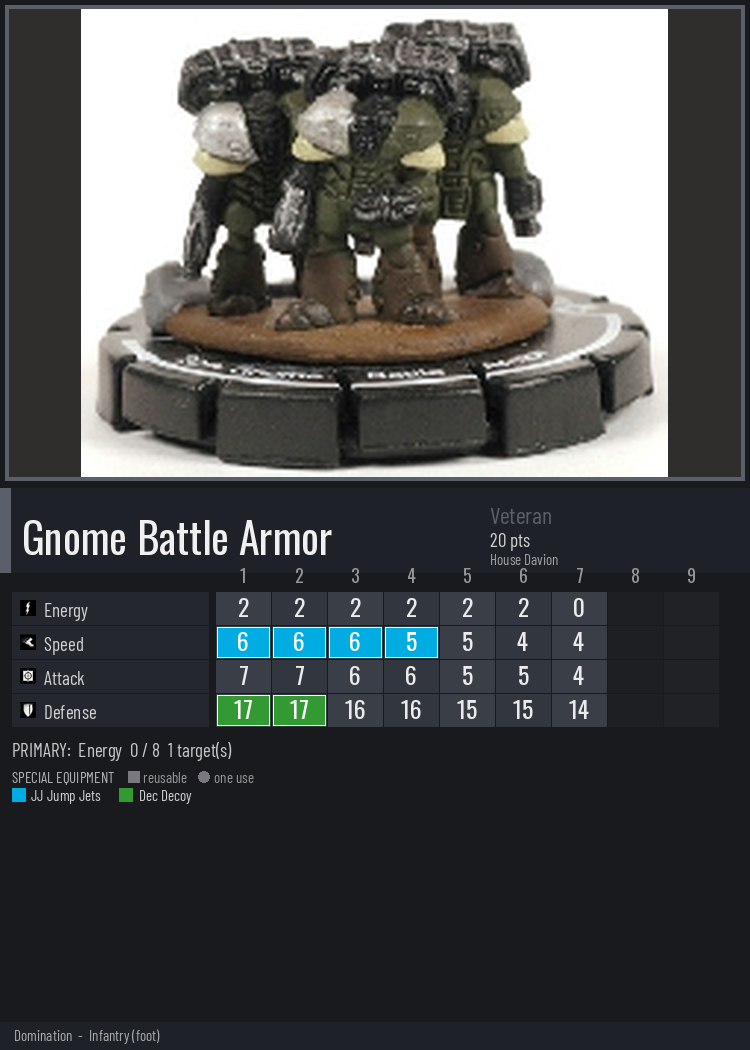 Battle
Gnome Battle Armor
Veteran
20 pts
House Davion
1 2 3 4 5 6 7 8 9
Energy 2 2 2 2 2 2 0
Speed 6 6 6 5 5 4 4
Attack 7 7 6 6 5 5 4
Defense 17 17 16 16 15 15 14
PRIMARY: Energy 0 / 8 1 target(s)
SPECIAL EQUIPMENT reusable one use
JJ Jump Jets Dec Decoy
Domination - Infantry (foot)